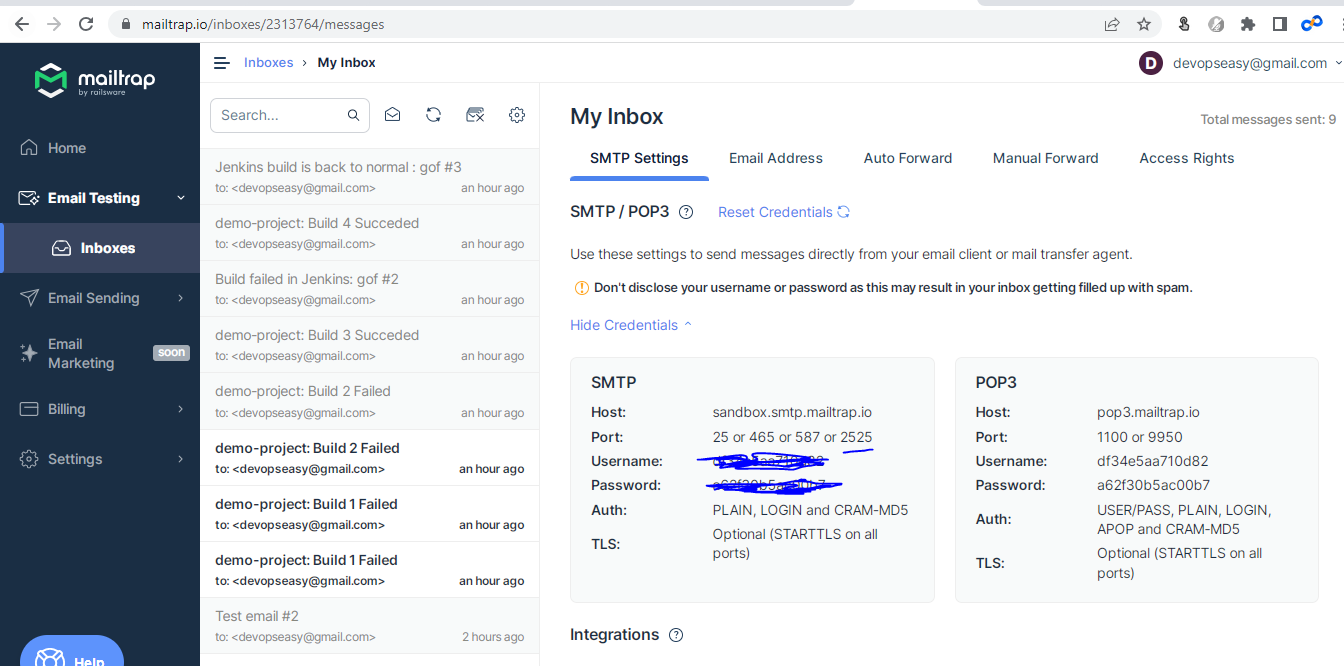 mailtrap.io/inboxes/2313764/messages
mailtrap
by railsware
Home
Email Testing
Inboxes
Email Sending
Email Marketing
soon
Billing
Settings
Help
Inboxes › My Inbox
D devopseasy@gmail.com
Search...
Jenkins build is back to normal : gof #3
to: <devopseasy@gmail.com> an hour ago
demo-project: Build 4 Succeded
to: <devopseasy@gmail.com> an hour ago
Build failed in Jenkins: gof #2
to: <devopseasy@gmail.com> an hour ago
demo-project: Build 3 Succeded
to: <devopseasy@gmail.com> an hour ago
demo-project: Build 2 Failed
to: <devopseasy@gmail.com> an hour ago
demo-project: Build 2 Failed
to: <devopseasy@gmail.com> an hour ago
demo-project: Build 1 Failed
to: <devopseasy@gmail.com> an hour ago
demo-project: Build 1 Failed
to: <devopseasy@gmail.com> an hour ago
Test email #2
to: <devopseasy@gmail.com> 2 hours ago
My Inbox
Total messages sent: 9
SMTP Settings Email Address Auto Forward Manual Forward Access Rights
SMTP / POP3 ? Reset Credentials
Use these settings to send messages directly from your email client or mail transfer agent.
Don't disclose your username or password as this may result in your inbox getting filled up with spam.
Hide Credentials
SMTP
Host: sandbox.smtp.mailtrap.io
Port: 25 or 465 or 587 or 2525
Username:
Password:
Auth: PLAIN, LOGIN and CRAM-MD5
TLS: Optional (STARTTLS on all
ports)
POP3
Host: pop3.mailtrap.io
Port: 1100 or 9950
Username: df34e5aa710d82
Password: a62f30b5ac00b7
Auth: USER/PASS, PLAIN, LOGIN,
APOP and CRAM-MD5
TLS: Optional (STARTTLS on all
ports)
Integrations ?